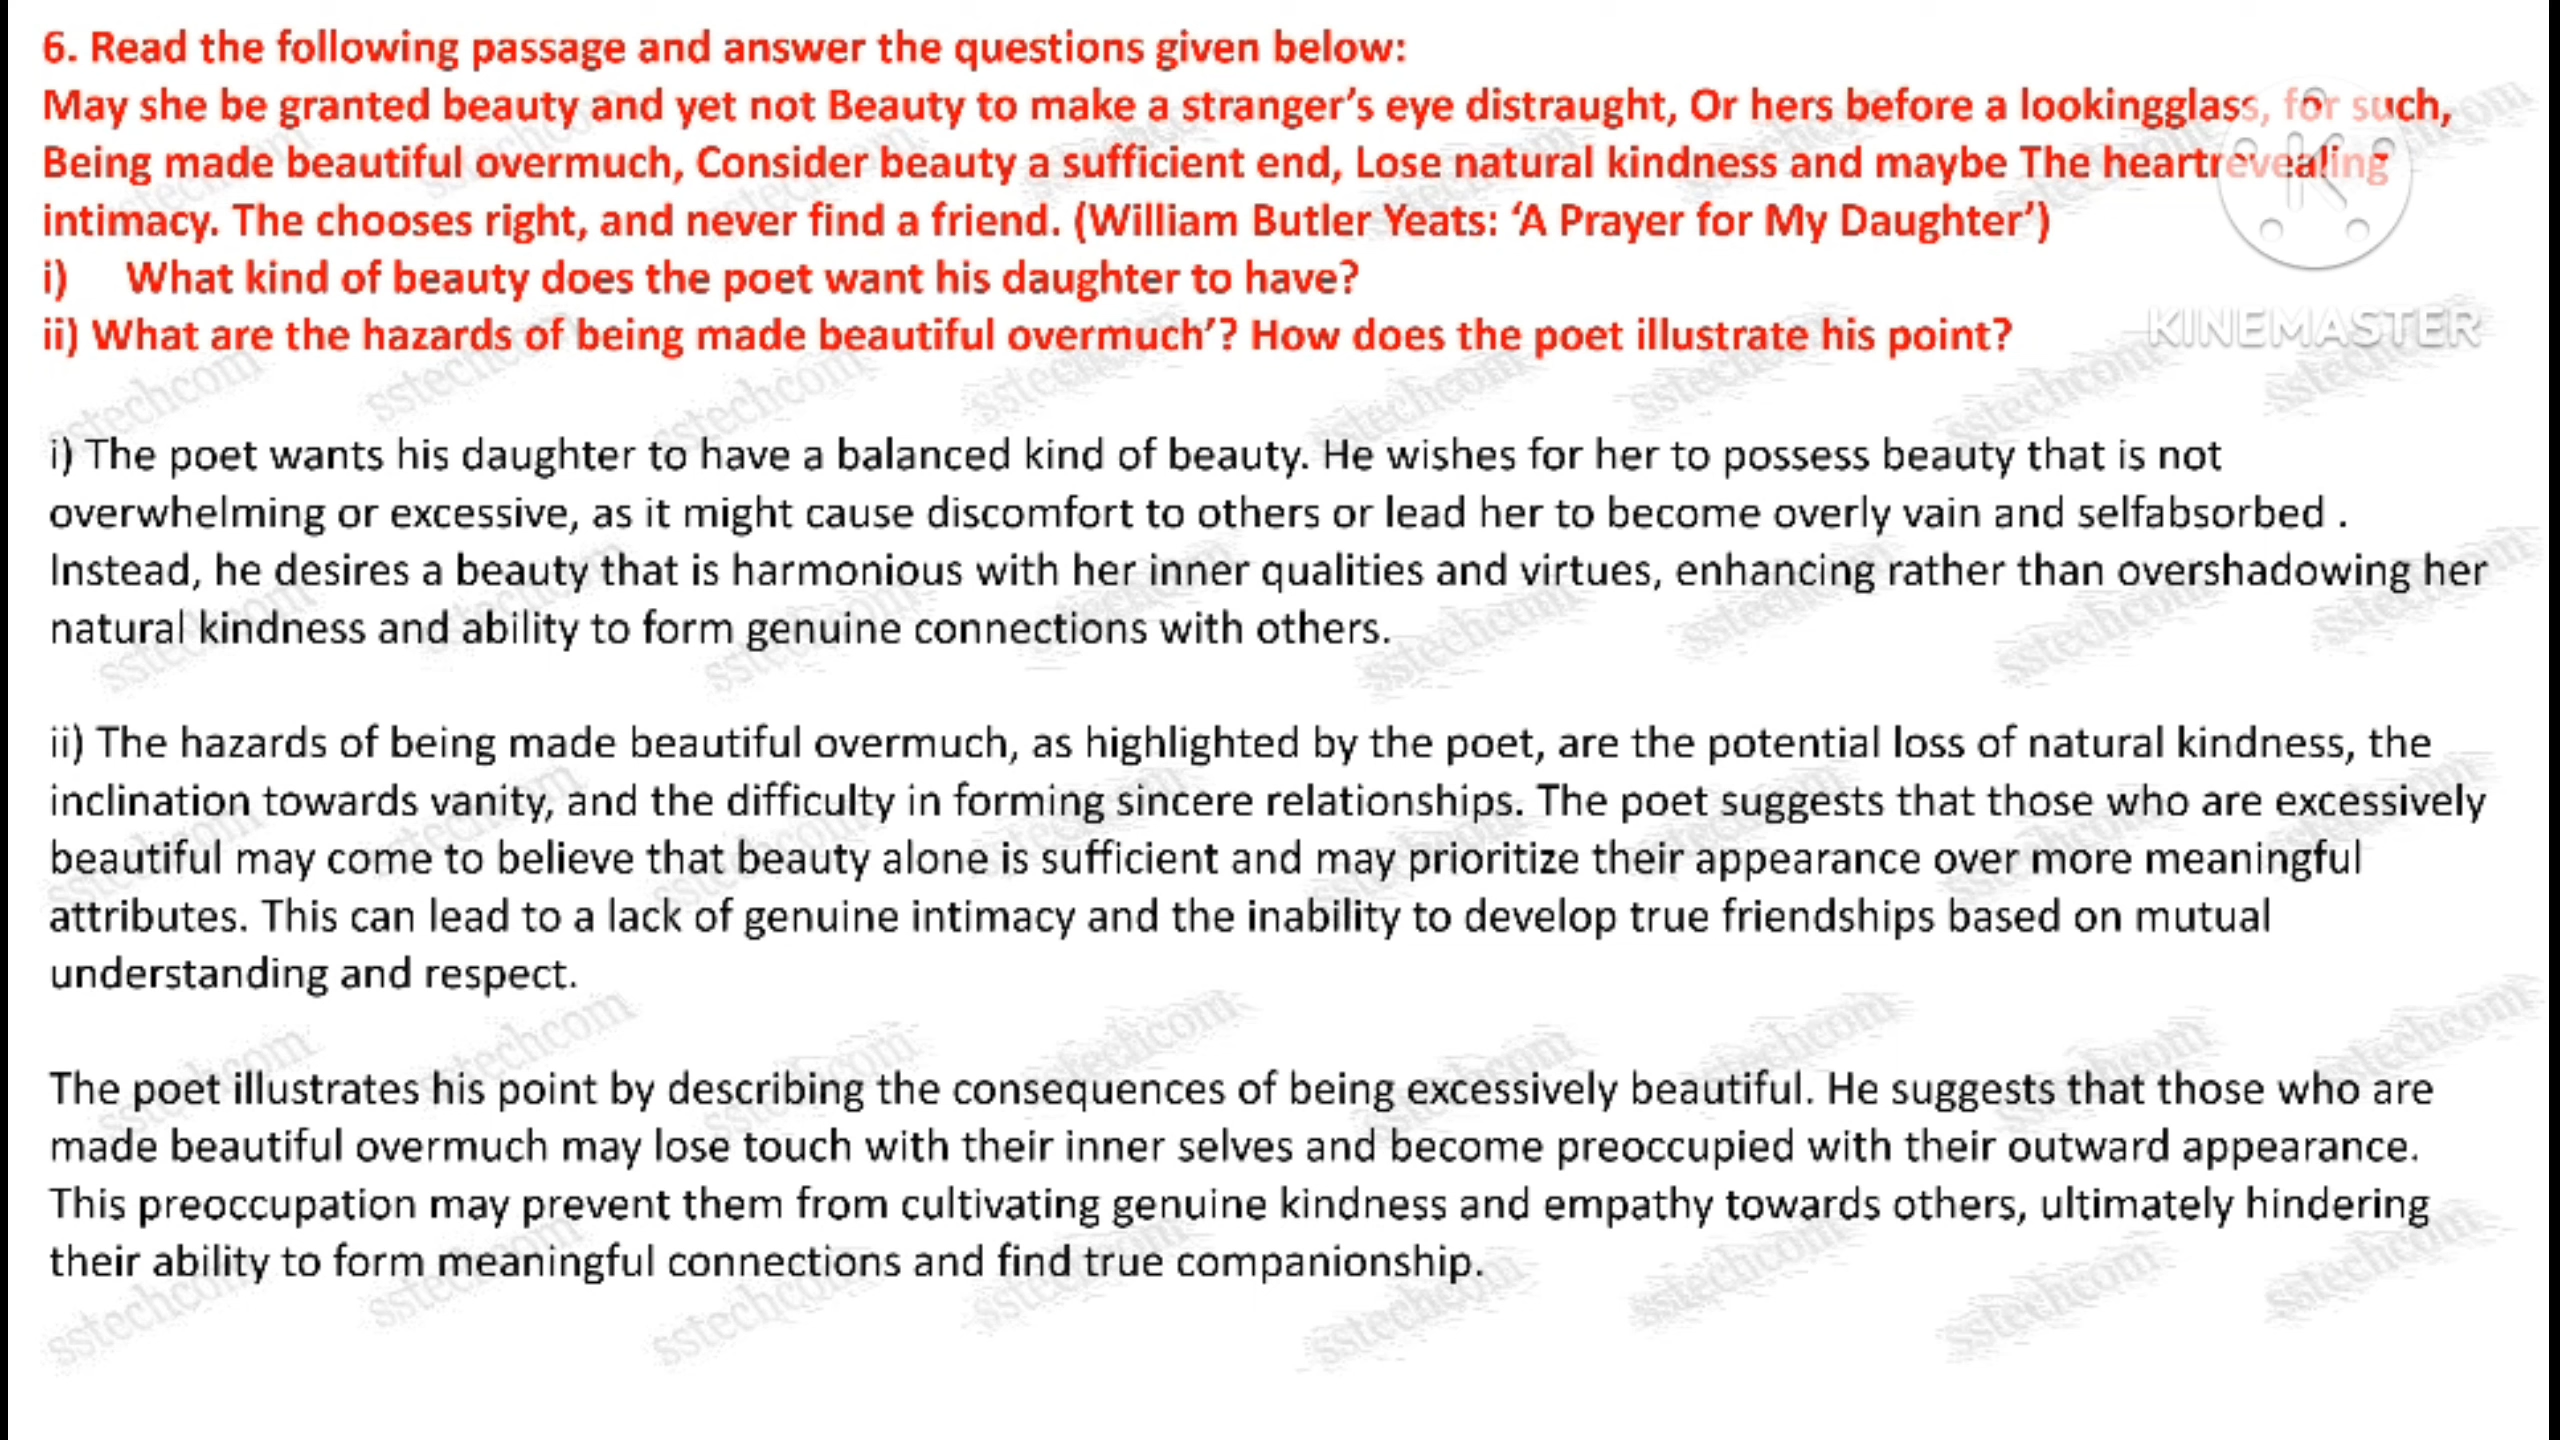 6. Read the following passage and answer the questions given below:
May she be granted beauty and yet not Beauty to make a stranger’s eye distraught, Or hers before a lookingglass, for such,
Being made beautiful overmuch, Consider beauty a sufficient end, Lose natural kindness and maybe The heartrevealing
intimacy. The chooses right, and never find a friend. (William Butler Yeats: ‘A Prayer for My Daughter’)
i) What kind of beauty does the poet want his daughter to have?
ii) What are the hazards of being made beautiful overmuch’? How does the poet illustrate his point?
KINEMASTER
i) The poet wants his daughter to have a balanced kind of beauty. He wishes for her to possess beauty that is not
overwhelming or excessive, as it might cause discomfort to others or lead her to become overly vain and selfabsorbed .
Instead, he desires a beauty that is harmonious with her inner qualities and virtues, enhancing rather than overshadowing her
natural kindness and ability to form genuine connections with others.
ii) The hazards of being made beautiful overmuch, as highlighted by the poet, are the potential loss of natural kindness, the
inclination towards vanity, and the difficulty in forming sincere relationships. The poet suggests that those who are excessively
beautiful may come to believe that beauty alone is sufficient and may prioritize their appearance over more meaningful
attributes. This can lead to a lack of genuine intimacy and the inability to develop true friendships based on mutual
understanding and respect.
The poet illustrates his point by describing the consequences of being excessively beautiful. He suggests that those who are
made beautiful overmuch may lose touch with their inner selves and become preoccupied with their outward appearance.
This preoccupation may prevent them from cultivating genuine kindness and empathy towards others, ultimately hindering
their ability to form meaningful connections and find true companionship.
sstechcom